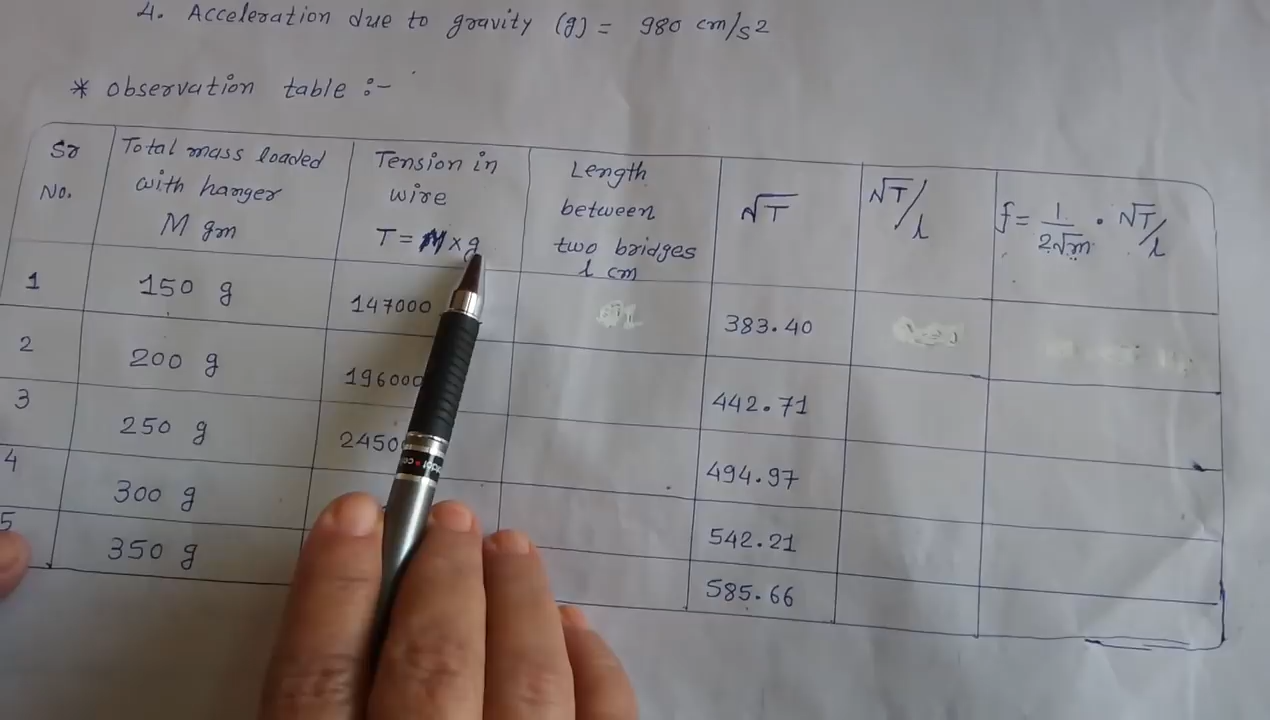 4. Acceleration due to gravity (g) = 980 cm/s2
* observation table :-
Sr No.
Total mass loaded with hanger M gm
Tension in wire T = M x g
Length between two bridges l cm
√T
√T/l
f = 1/2√m . √T/l
1 150 g 147000 383.40
2 200 g 196000 442.71
3 250 g 2450 494.97
4 300 g 542.21
5 350 g 585.66